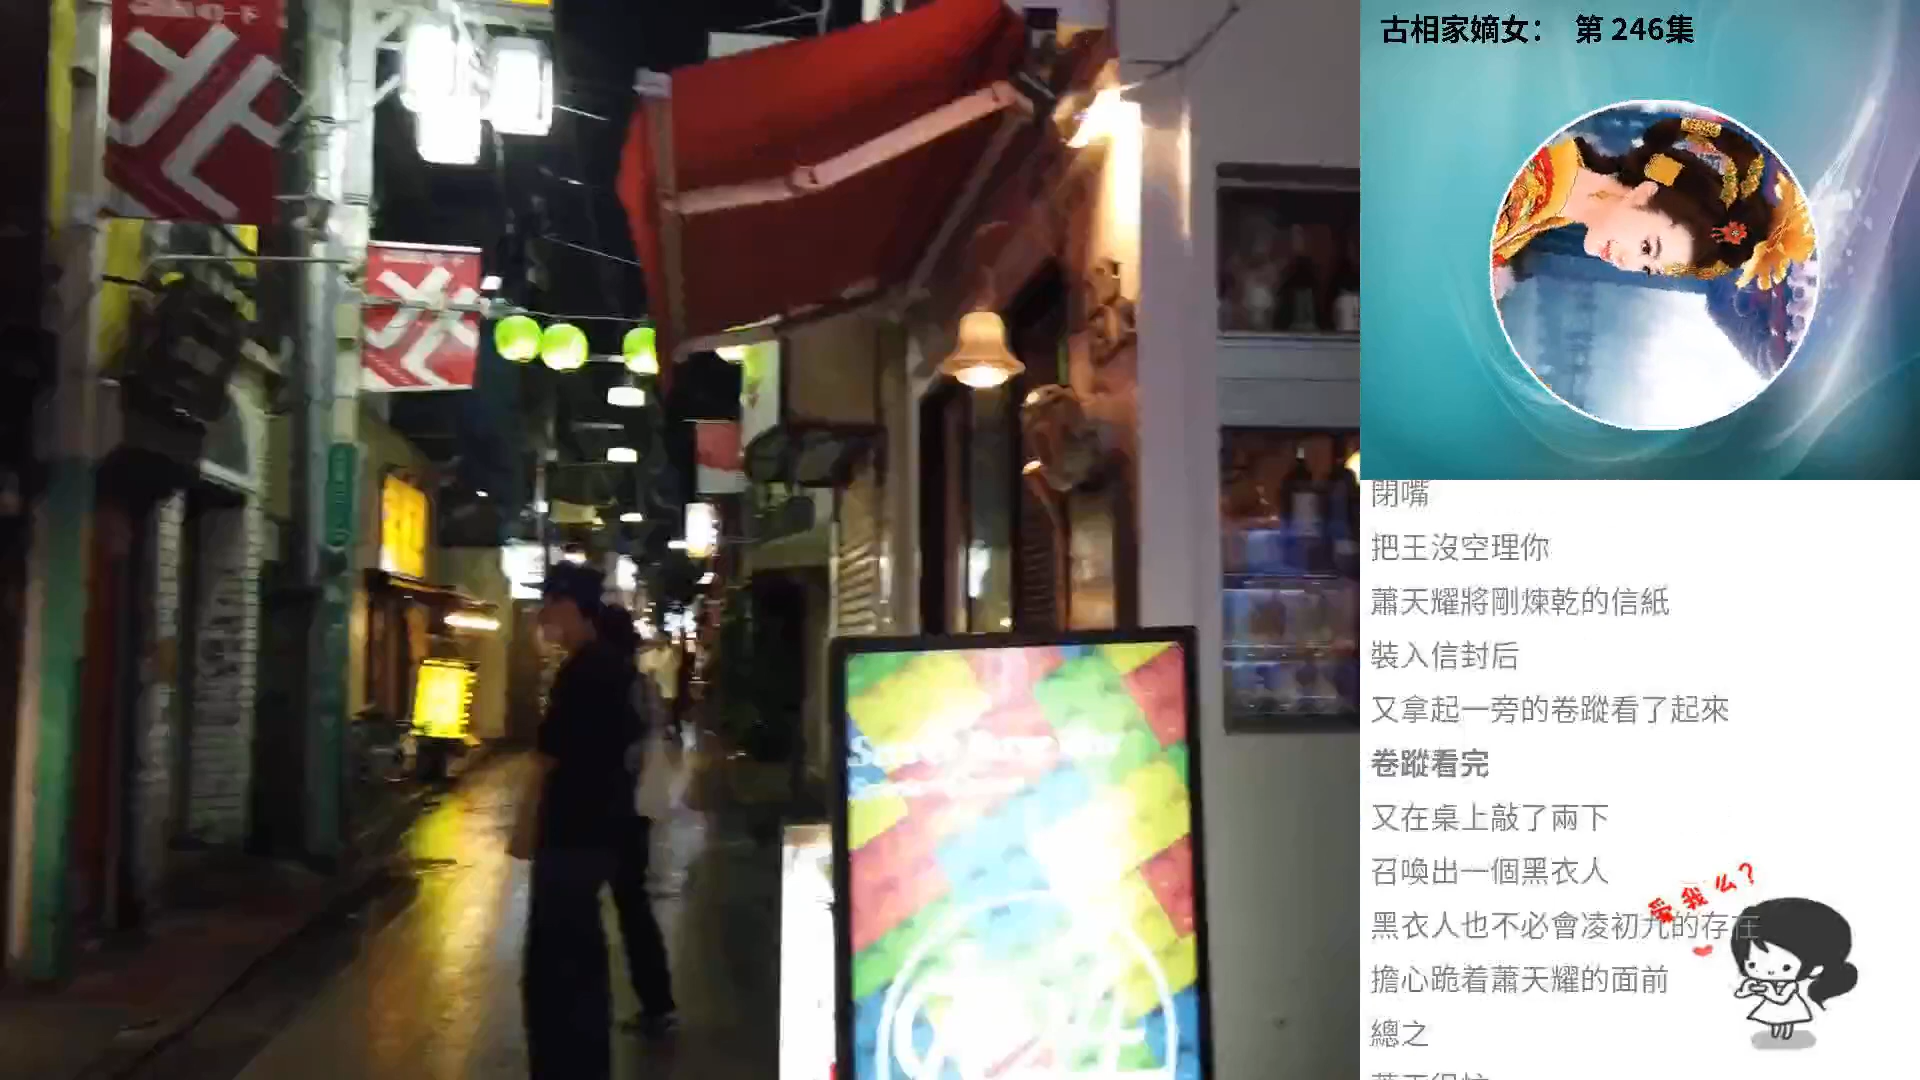 古相家嫡女： 第 246集
閉嘴
把王沒空理你
蕭天耀將剛煉乾的信紙
裝入信封后
又拿起一旁的卷蹤看了起來
卷蹤看完
又在桌上敲了兩下
召喚出一個黑衣人
爱我么?
黑衣人也不必會凌初九的存在
擔心跪着蕭天耀的面前
總之